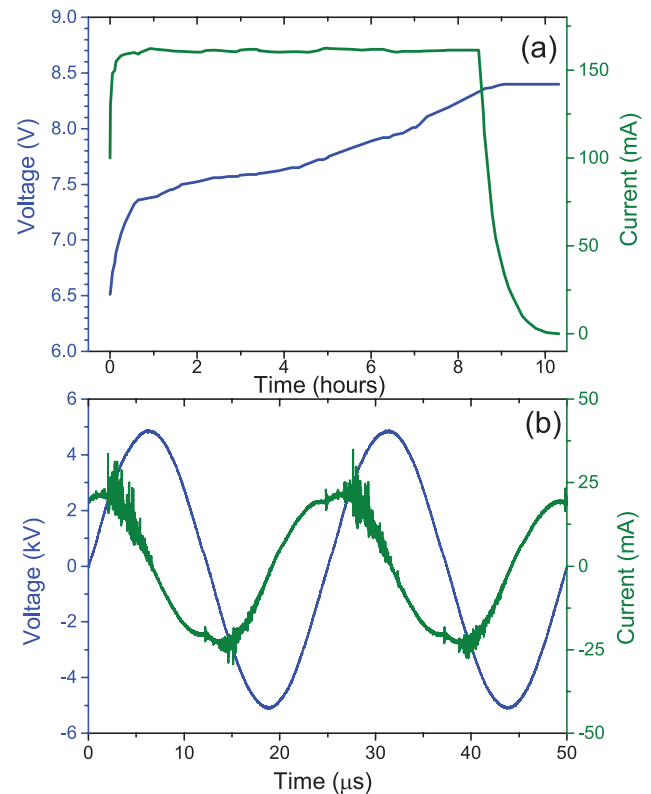 (a)
Voltage (V)
9.0
8.5
8.0
7.5
7.0
6.5
6.0
Current (mA)
150
100
50
0
0 2 4 6 8 10
Time (hours)
(b)
Voltage (kV)
6
4
2
0
-2
-4
-6
Current (mA)
50
25
0
-25
-50
0 10 20 30 40 50
Time (μs)